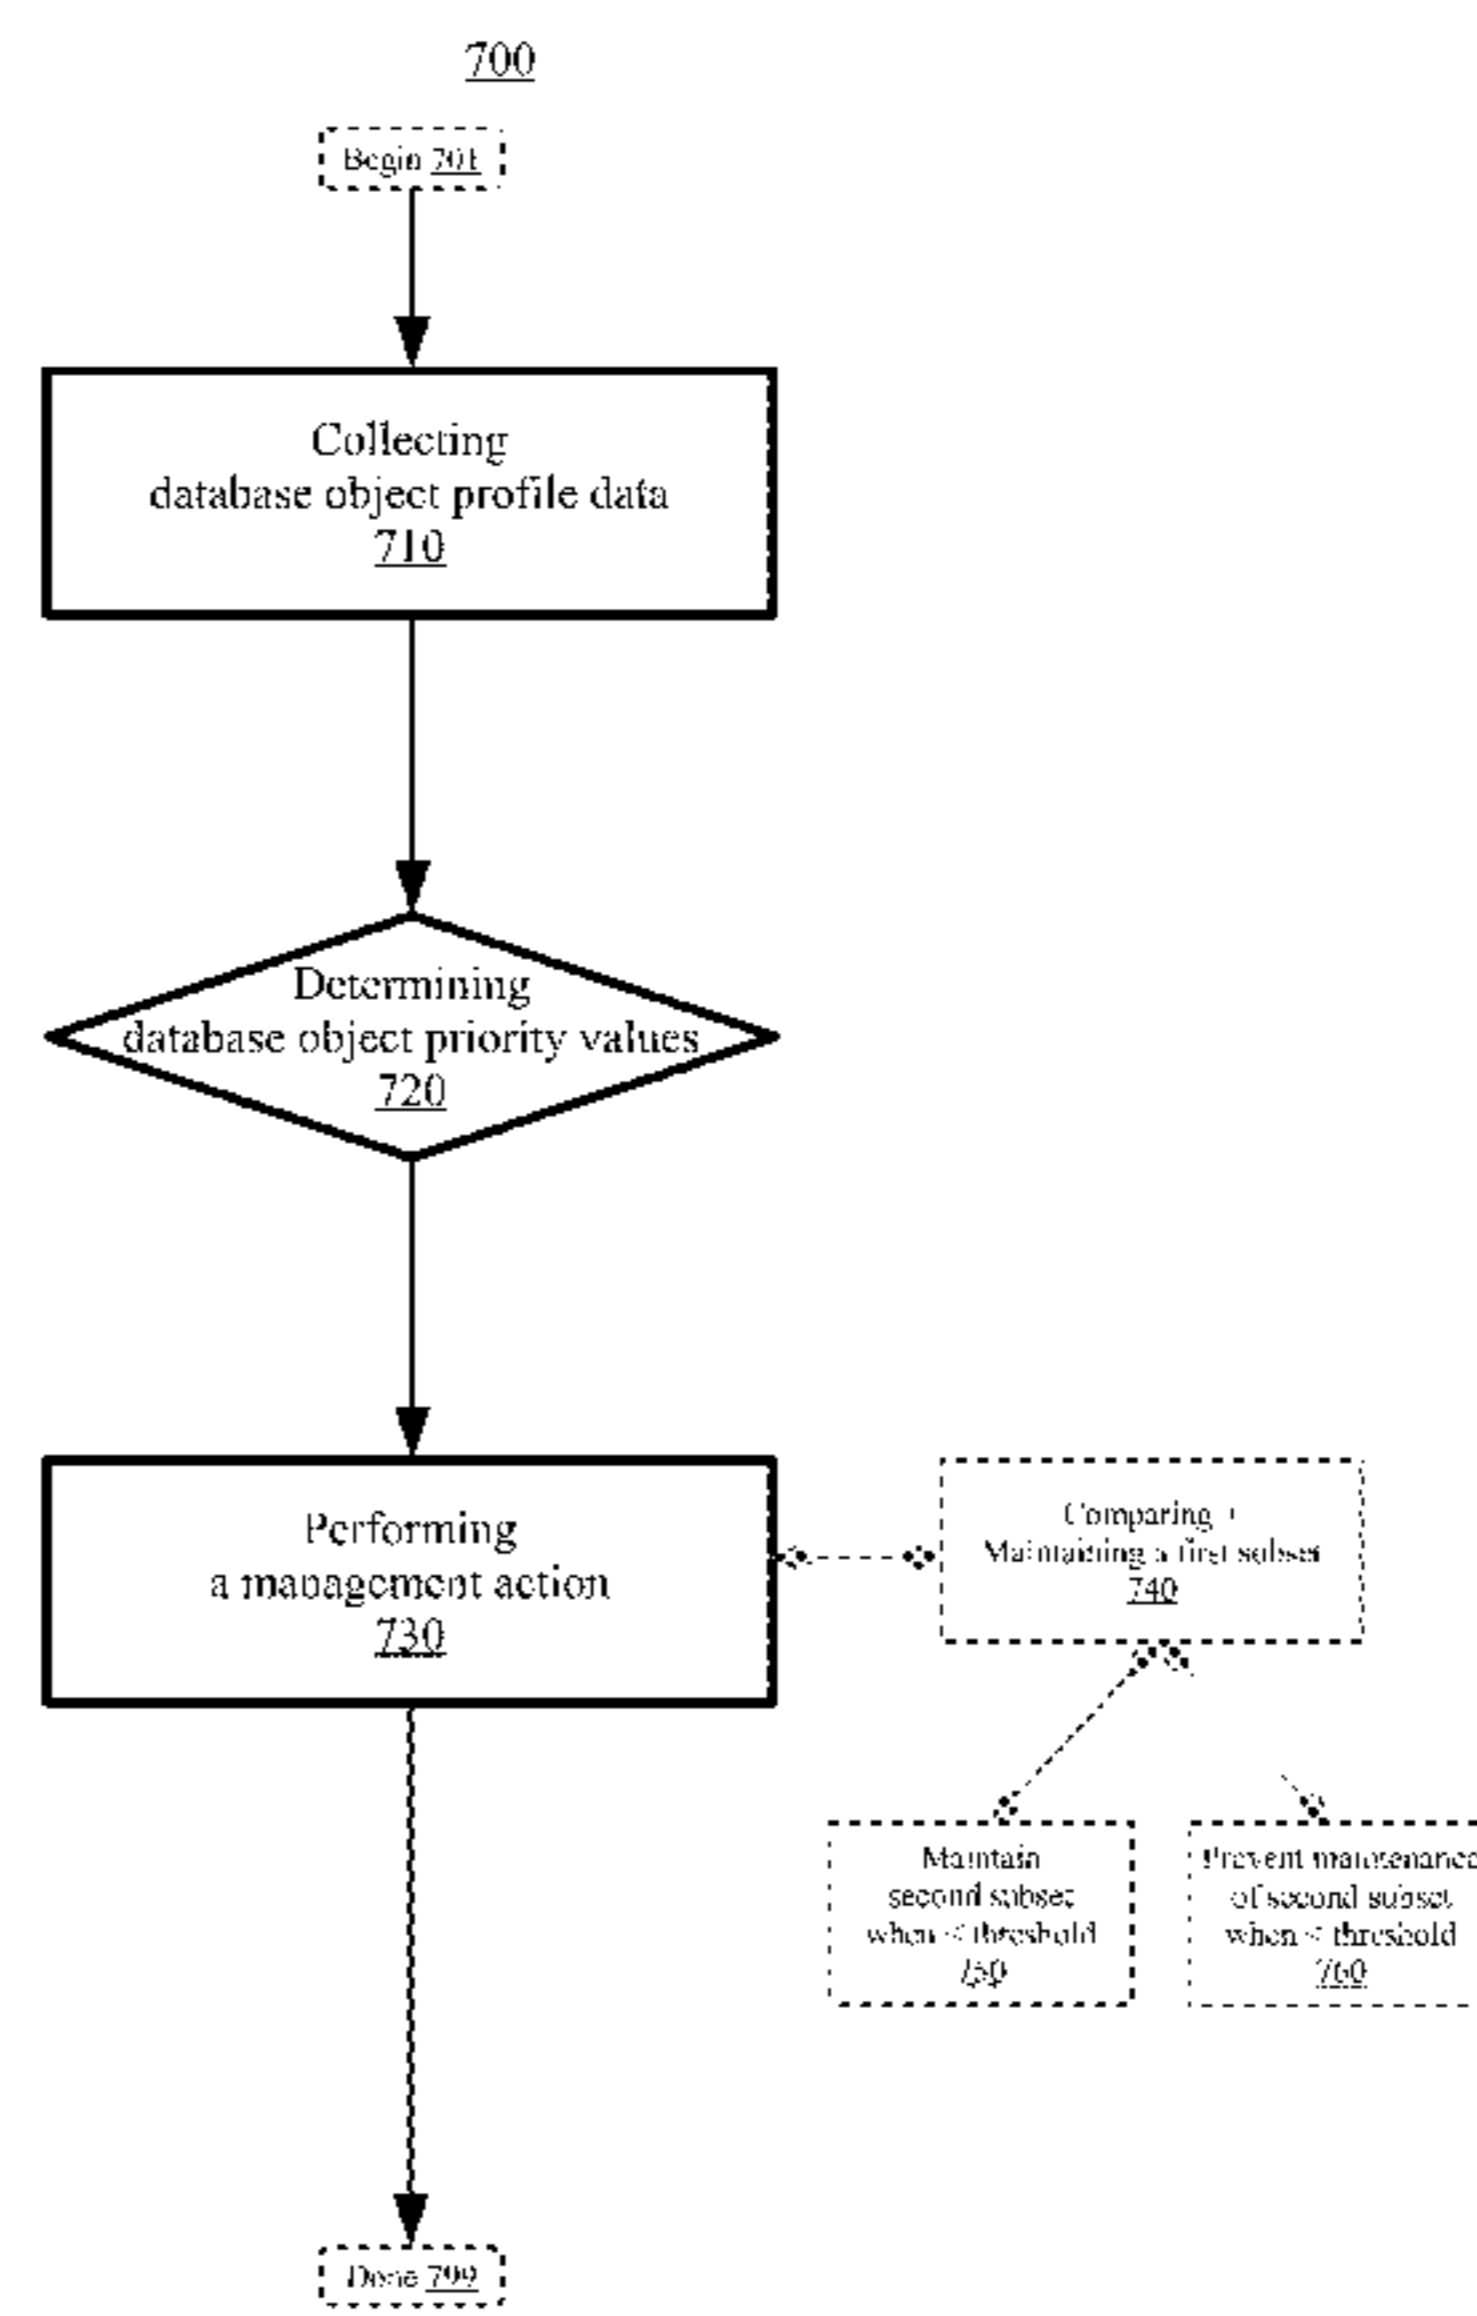 700
Begin 701
Collecting
database object profile data
710
Determining
database object priority values
720
Performing
a management action
730
Comparing +
Maintaining a first subset
740
Maintain
second subset
when < threshold
750
Prevent maintenance
of second subset
when < threshold
760
Done 799